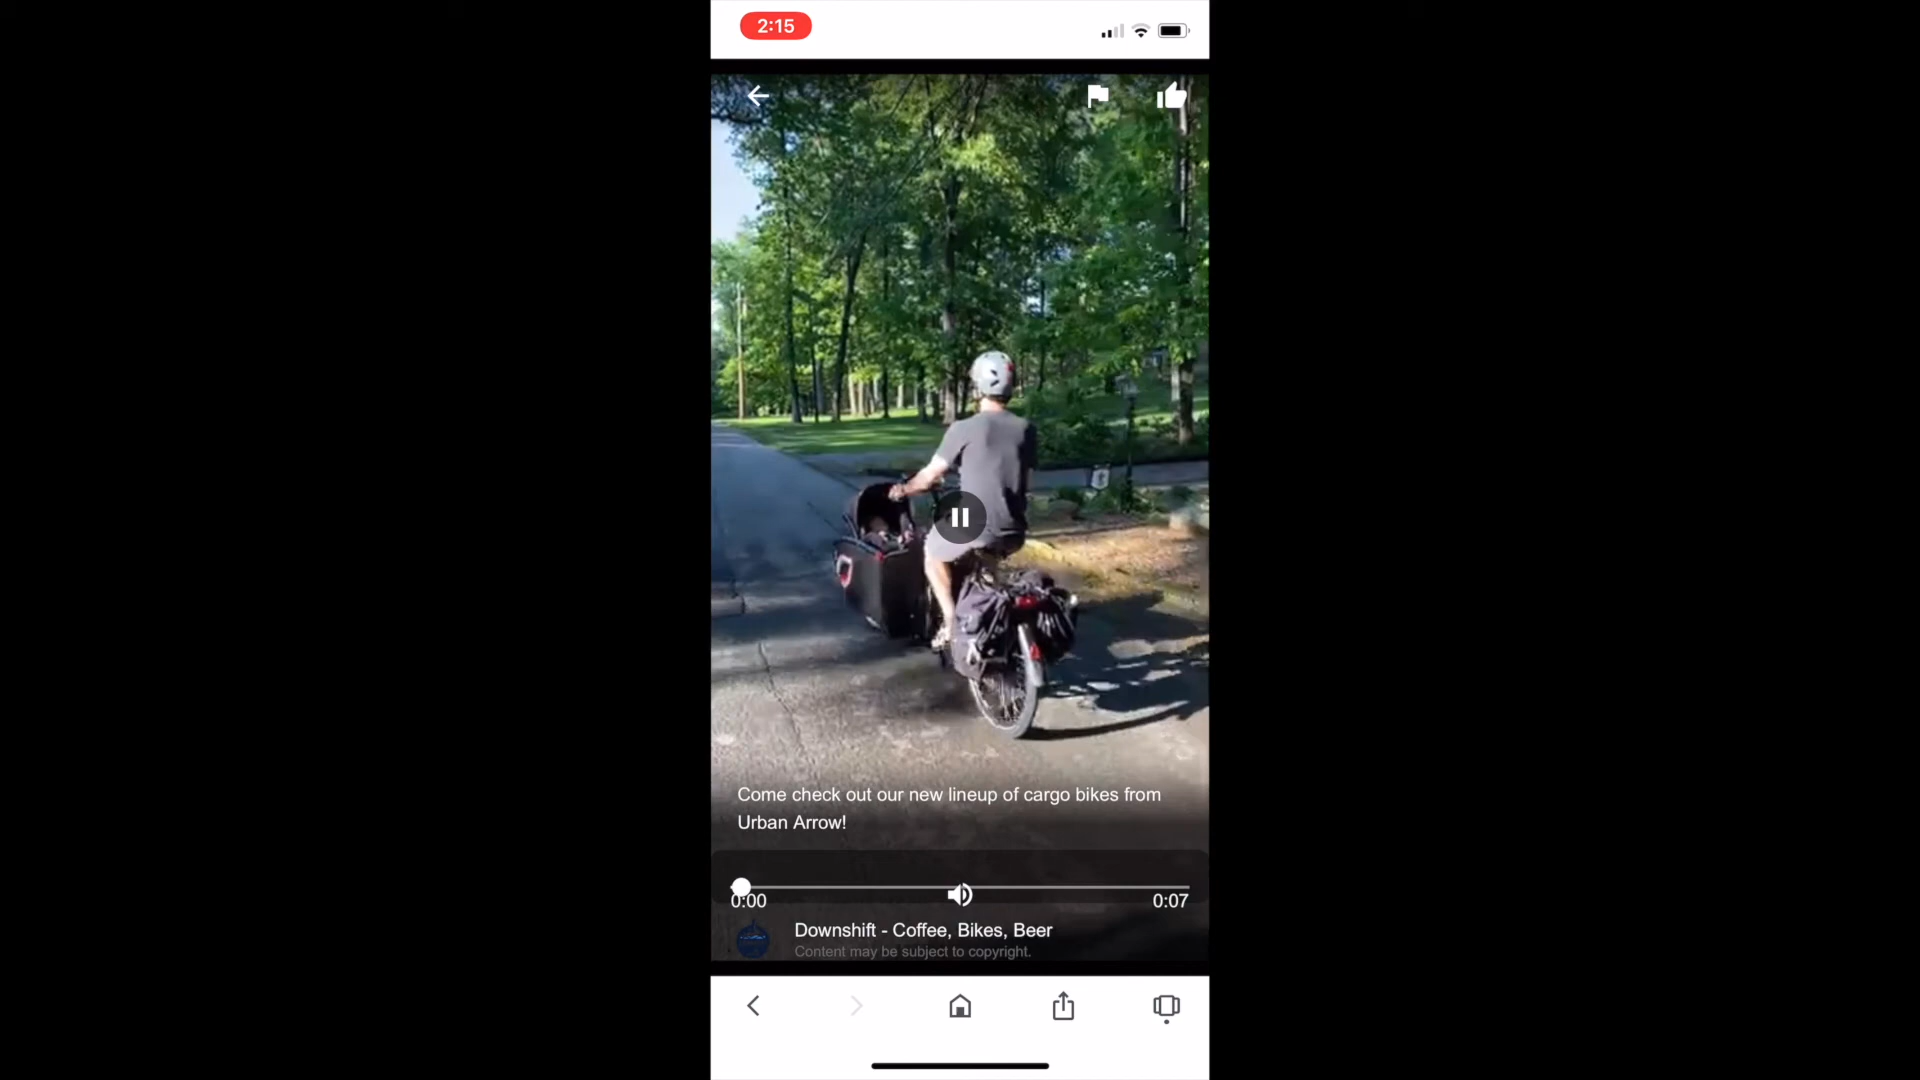 2:15
Come check out our new lineup of cargo bikes from
Urban Arrow!
0:00
0:07
Downshift - Coffee, Bikes, Beer
Content may be subject to copyright.